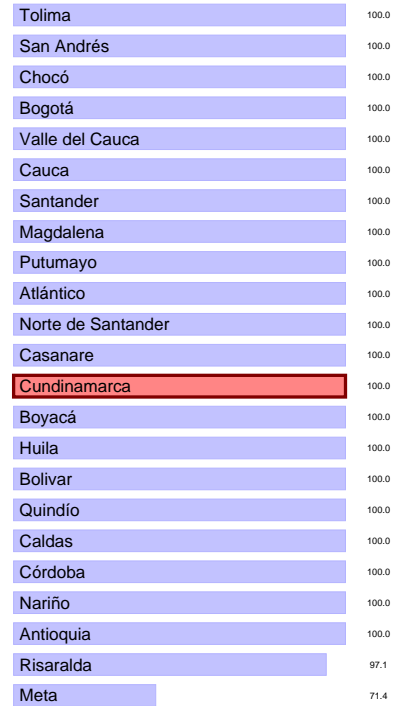 Tolima 100.0
San Andrés 100.0
Chocó 100.0
Bogotá 100.0
Valle del Cauca 100.0
Cauca 100.0
Santander 100.0
Magdalena 100.0
Putumayo 100.0
Atlántico 100.0
Norte de Santander 100.0
Casanare 100.0
Cundinamarca 100.0
Boyacá 100.0
Huila 100.0
Bolivar 100.0
Quindío 100.0
Caldas 100.0
Córdoba 100.0
Nariño 100.0
Antioquia 100.0
Risaralda 97.1
Meta 71.4